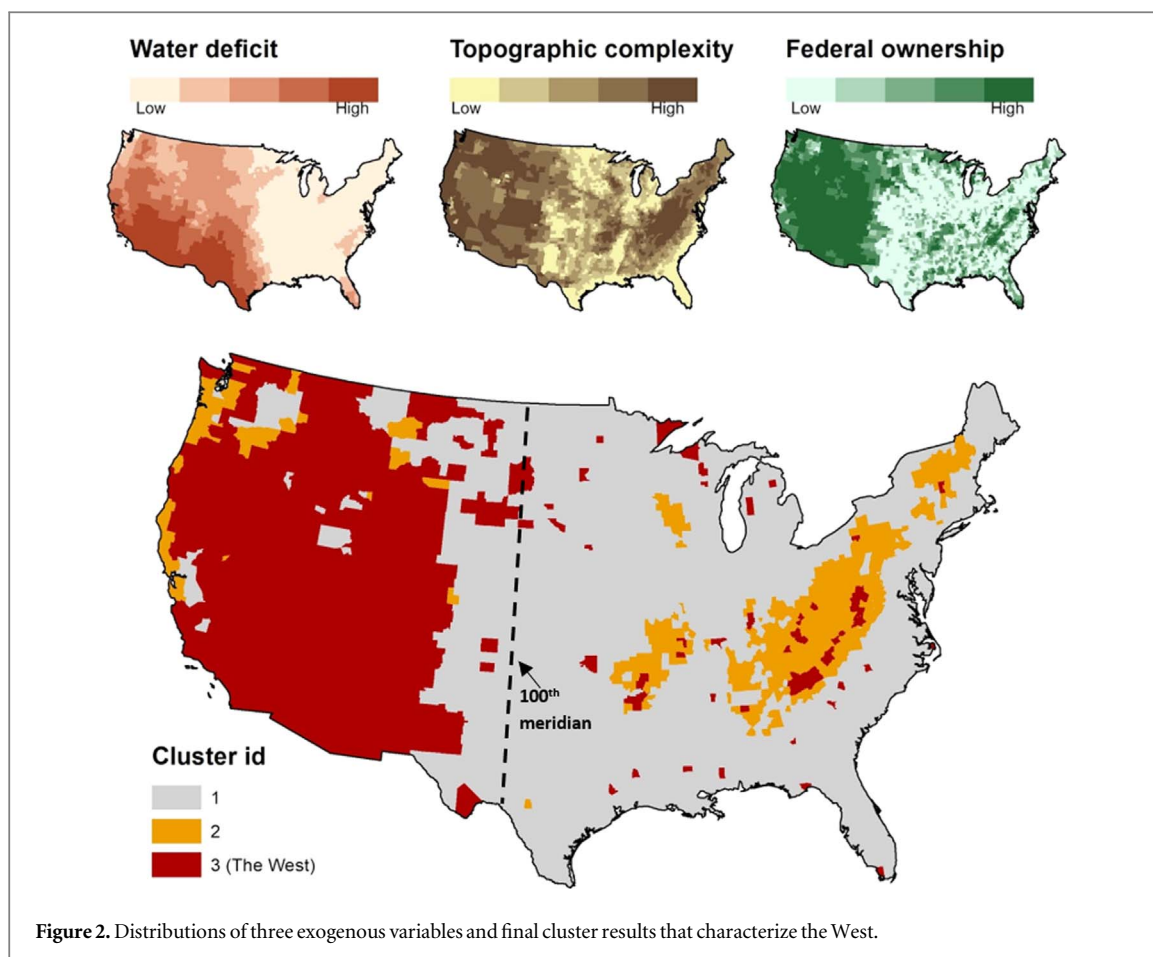 Water deficit
Topographic complexity
Federal ownership
Low High
Low High
Low High
100th
meridian
Cluster id
1
2
3 (The West)
Figure 2. Distributions of three exogenous variables and final cluster results that characterize the West.